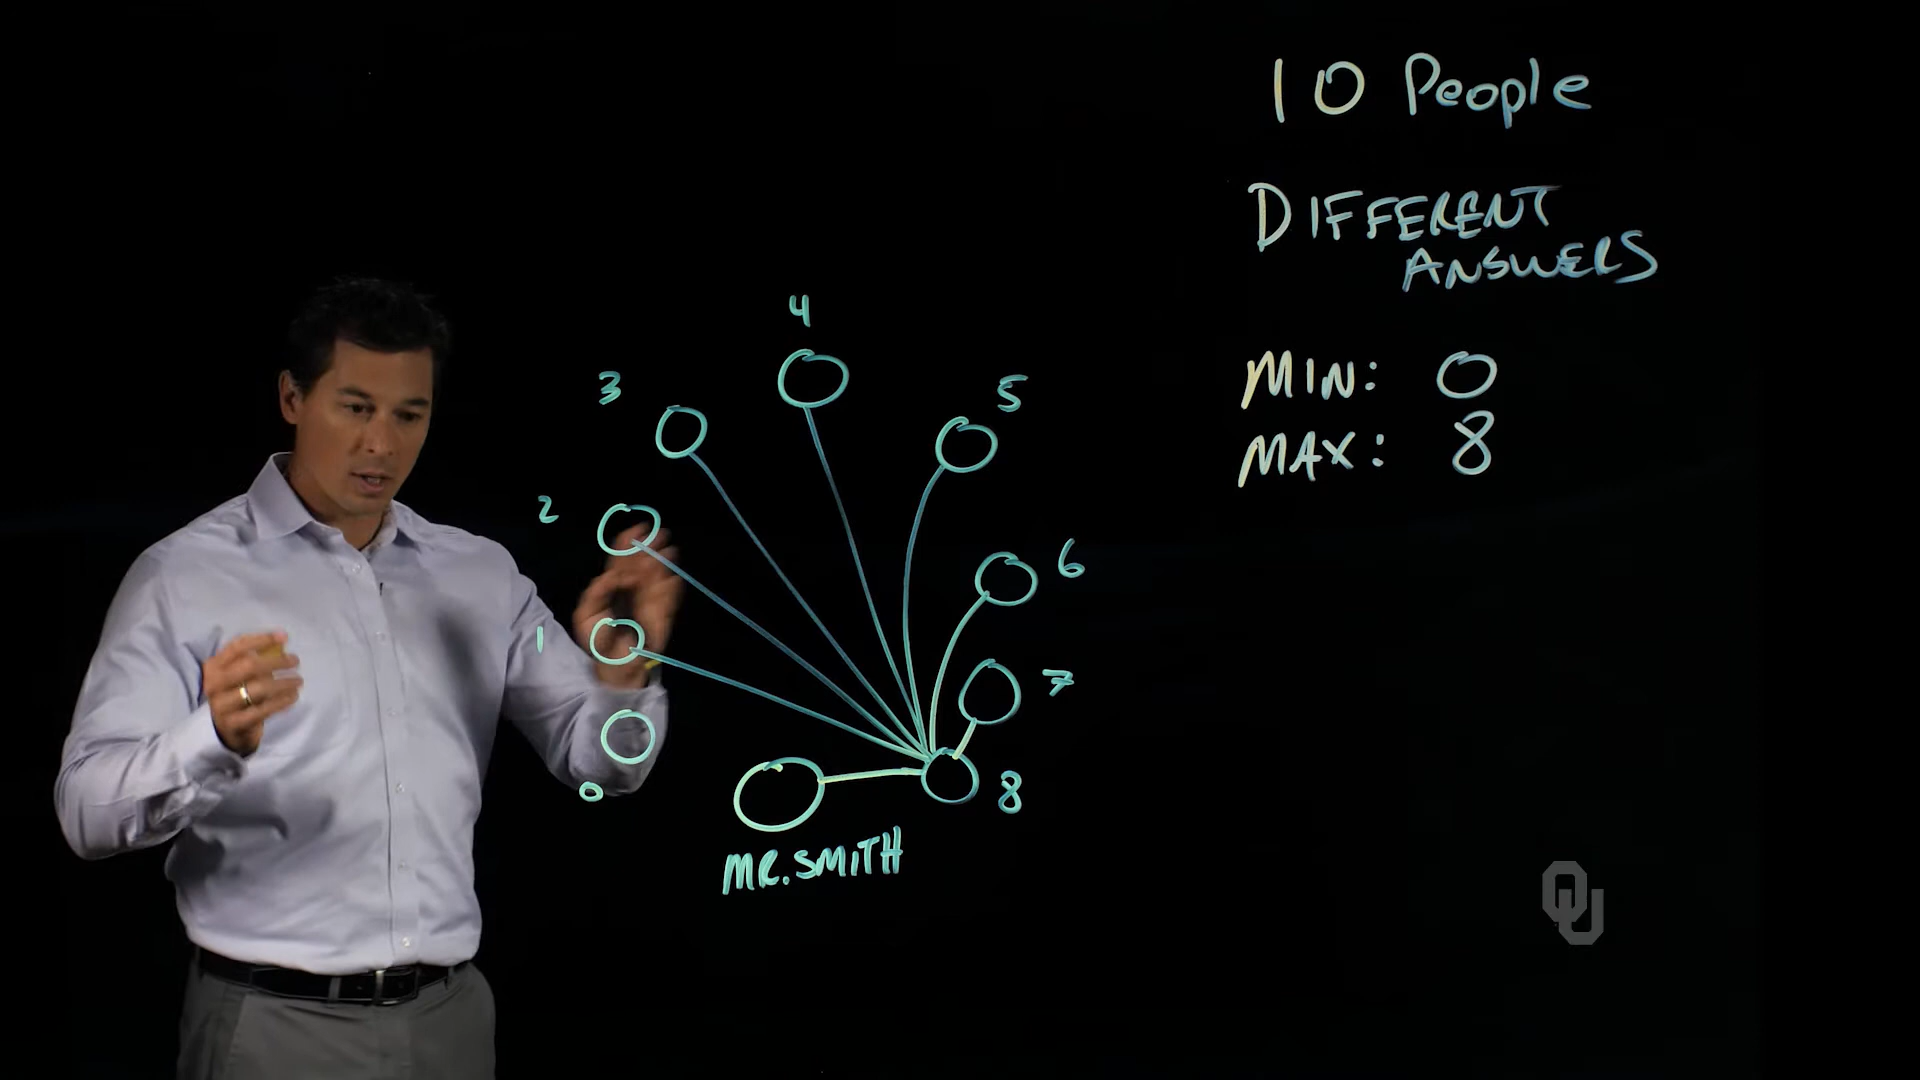 10 People
DIFFERENT
ANSWERS
MIN: 0
MAX: 8
4
3
5
2
6
1
7
0
8
MR. SMITH
OU